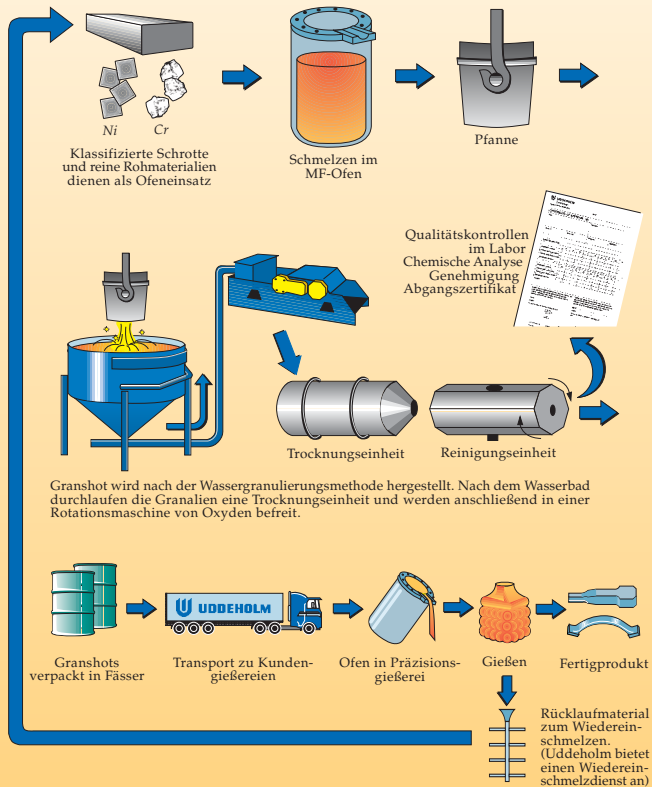 Ni
Cr
Klassifizierte Schrotte
und reine Rohmaterialien
dienen als Ofeneinsatz
Schmelzen im
MF-Ofen
Pfanne
Qualitätskontrollen
im Labor
Chemische Analyse
Genehmigung
Abgangszertifikat
UDDEHOLM
Trocknungseinheit
Reinigungseinheit
Granshot wird nach der Wassergranulierungsmethode hergestellt. Nach dem Wasserbad
durchlaufen die Granalien eine Trocknungseinheit und werden anschließend in einer
Rotationsmaschine von Oxyden befreit.
UDDEHOLM
Granshots
verpackt in Fässer
Transport zu Kunden-
gießereien
Ofen in Präzisions-
gießerei
Gießen
Fertigprodukt
Rücklaufmaterial
zum Wiederein-
schmelzen.
(Uddeholm bietet
einen Wiederein-
schmelzdienst an)